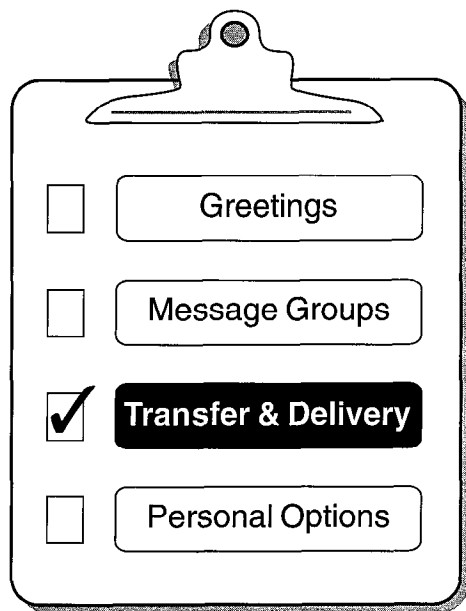 Greetings
Message Groups
Transfer & Delivery
Personal Options